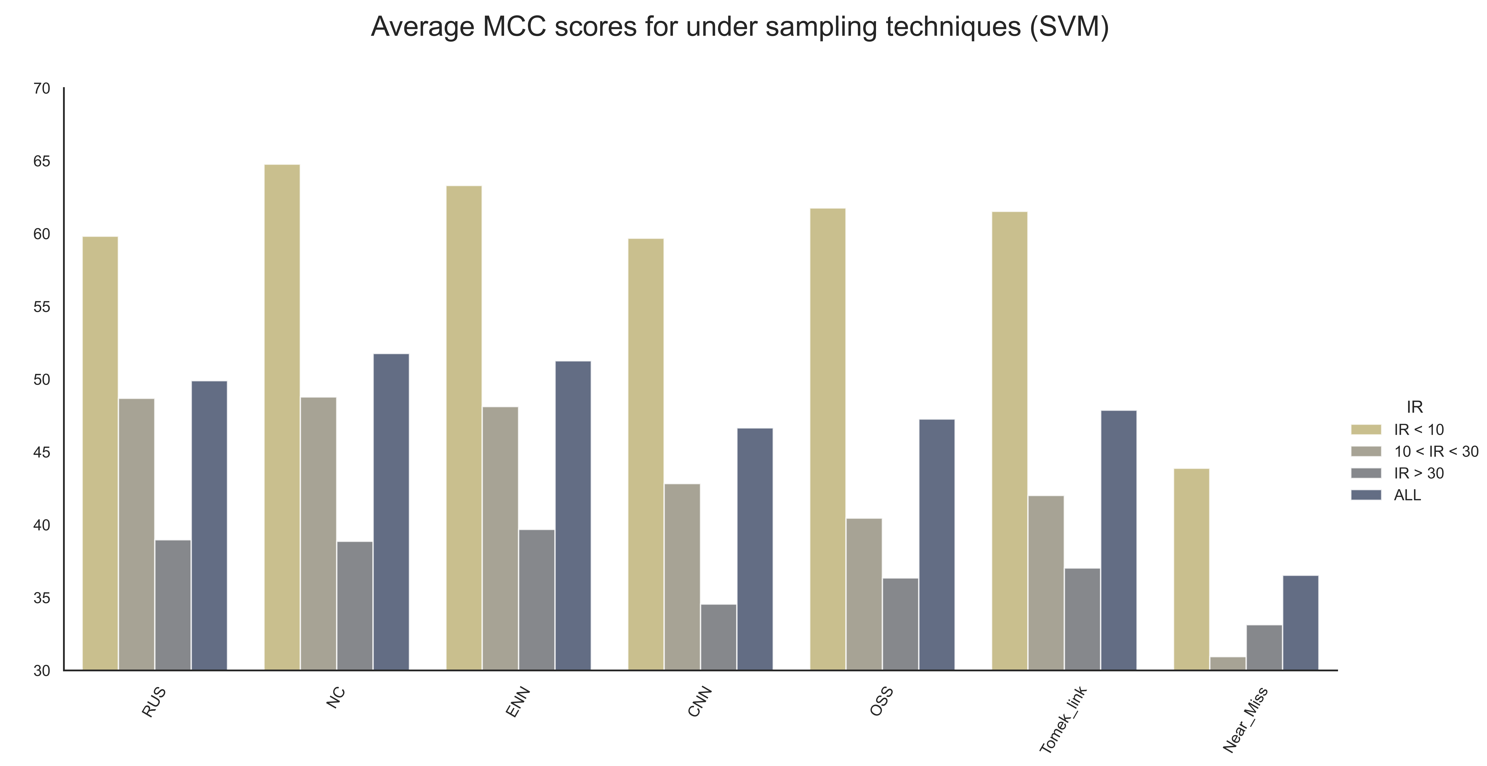 Average MCC scores for under sampling techniques (SVM)
70
65
60
55
50
45
40
35
30
RUS
NC
ENN
CNN
OSS
Tomek_link
Near_Miss
IR
IR < 10
10 < IR < 30
IR > 30
ALL